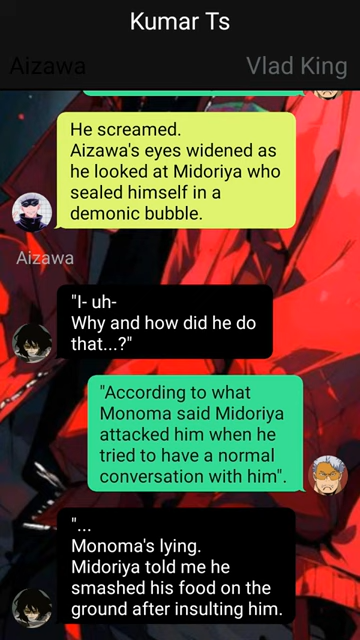 Kumar Ts
Aizawa
Vlad King
He screamed.
Aizawa's eyes widened as
he looked at Midoriya who
sealed himself in a
demonic bubble.
Aizawa
"I- uh-
Why and how did he do
that...?"
"According to what
Monoma said Midoriya
attacked him when he
tried to have a normal
conversation with him".
"...
Monoma's lying.
Midoriya told me he
smashed his food on the
ground after insulting him.